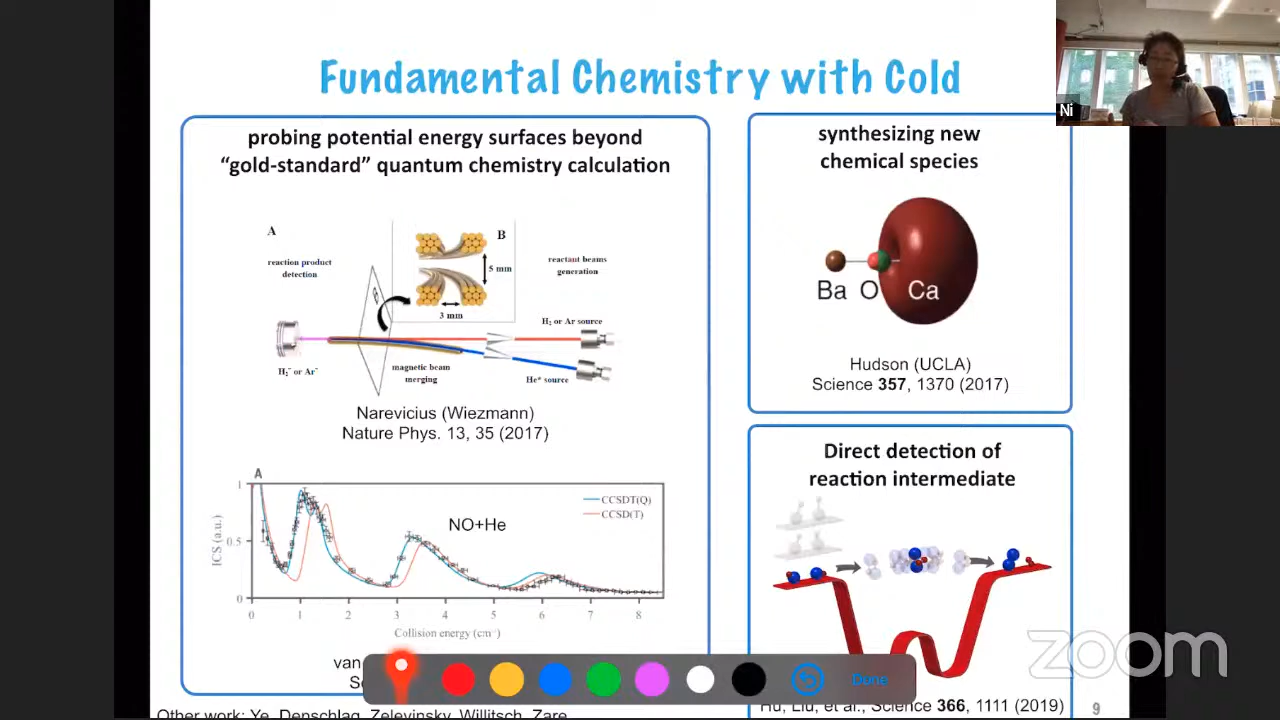 Fundamental Chemistry with Cold
Ni
probing potential energy surfaces beyond
“gold-standard” quantum chemistry calculation
A
B
reaction product
detection
reactant beams
generation
5 mm
3 mm
H₂ or Ar source
H₂⁻ or Ar⁻
magnetic beam
merging
He* source
Narevicius (Wiezmann)
Nature Phys. 13, 35 (2017)
A
1
0.5
0
ICS (a.u.)
NO+He
CCSDT(Q)
CCSD(T)
0 1 2 3 4 5 6 7 8
Collision energy (cm⁻¹)
van
Other work: Ye, Denschlag, Zelevinsky, Willitsch, Zare
synthesizing new
chemical species
Ba O Ca
Hudson (UCLA)
Science 357, 1370 (2017)
Direct detection of
reaction intermediate
Hu, Liu, et al., Science 366, 1111 (2019)
9
Done
zoom